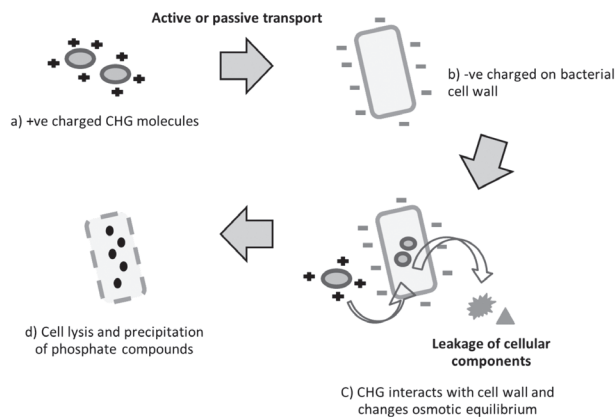 Active or passive transport
a) +ve charged CHG molecules
b) -ve charged on bacterial
cell wall
Leakage of cellular
components
C) CHG interacts with cell wall and
changes osmotic equilibrium
d) Cell lysis and precipitation
of phosphate compounds